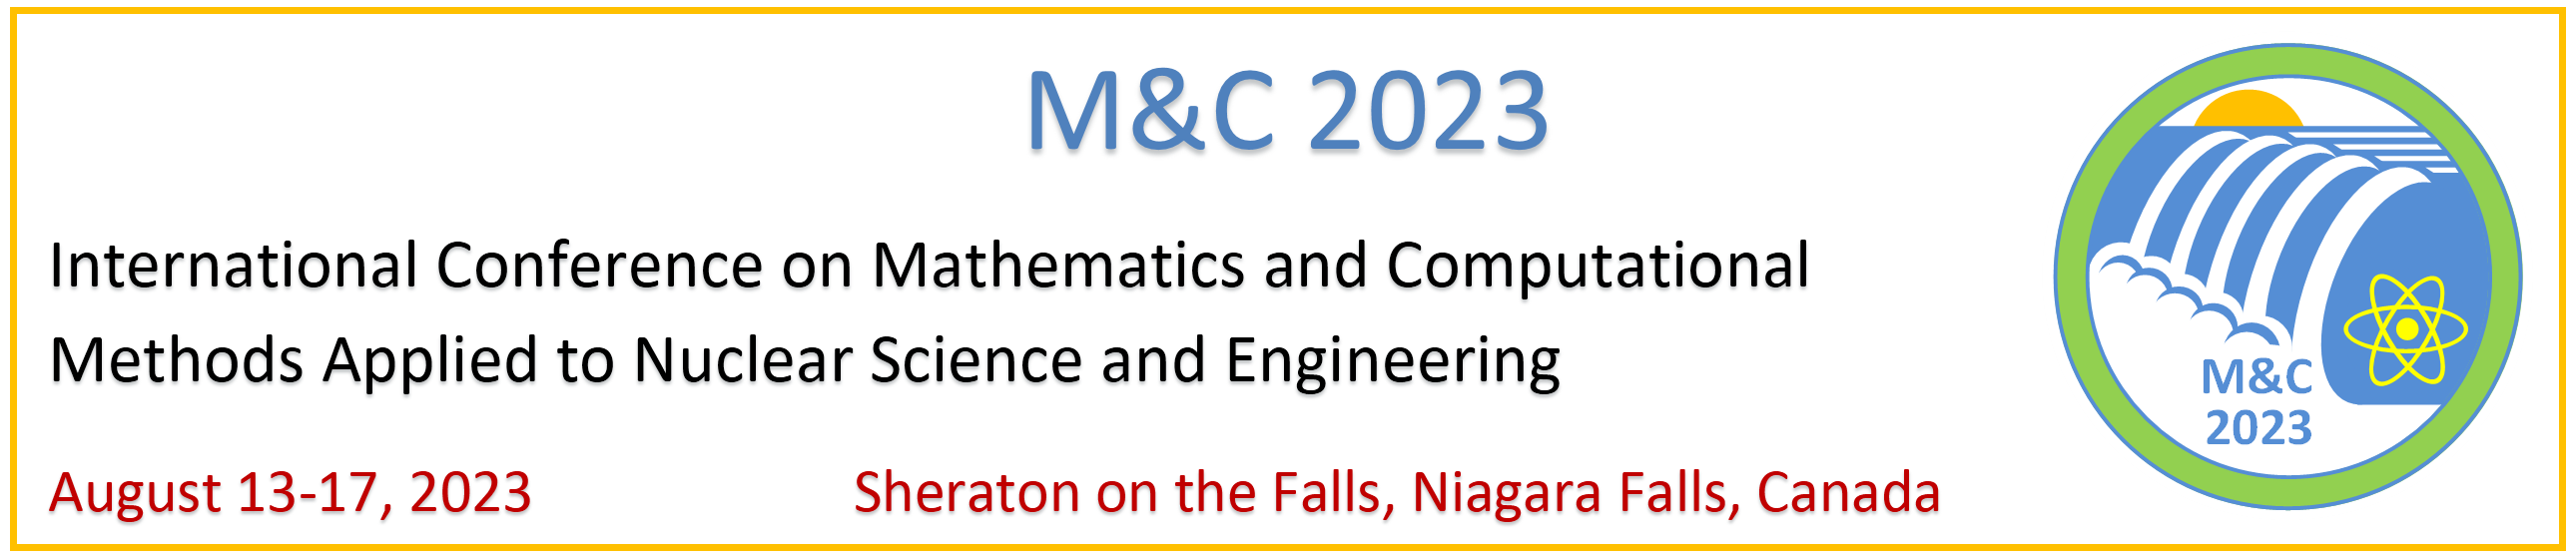 M&C 2023
International Conference on Mathematics and Computational
Methods Applied to Nuclear Science and Engineering
August 13-17, 2023
Sheraton on the Falls, Niagara Falls, Canada
M&C
2023